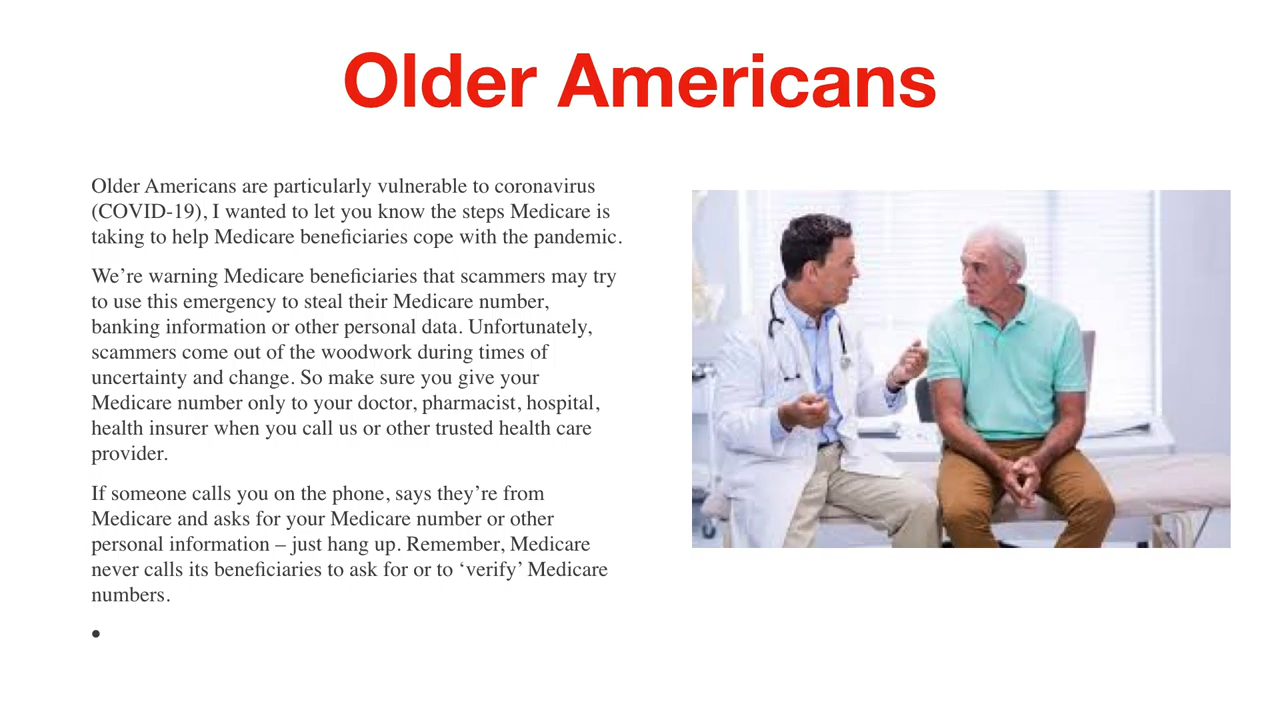 Older Americans
Older Americans are particularly vulnerable to coronavirus
(COVID-19), I wanted to let you know the steps Medicare is
taking to help Medicare beneficiaries cope with the pandemic.
We’re warning Medicare beneficiaries that scammers may try
to use this emergency to steal their Medicare number,
banking information or other personal data. Unfortunately,
scammers come out of the woodwork during times of
uncertainty and change. So make sure you give your
Medicare number only to your doctor, pharmacist, hospital,
health insurer when you call us or other trusted health care
provider.
If someone calls you on the phone, says they’re from
Medicare and asks for your Medicare number or other
personal information – just hang up. Remember, Medicare
never calls its beneficiaries to ask for or to ‘verify’ Medicare
numbers.
•